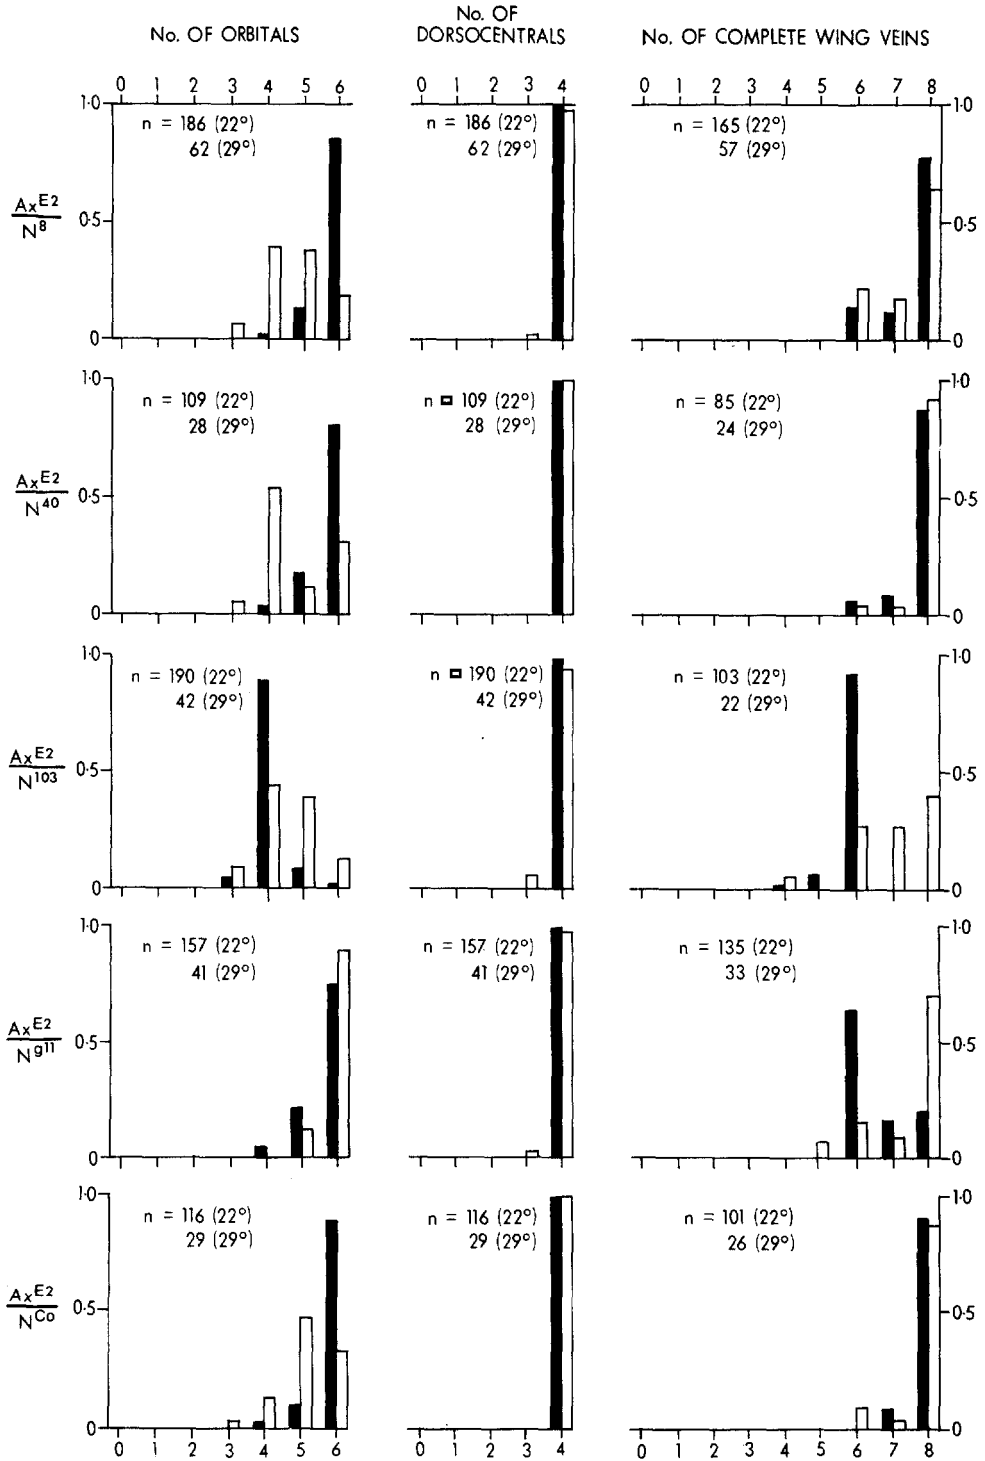 No. OF ORBITALS
No. OF DORSOCENTRALS
No. OF COMPLETE WING VEINS
0 1 2 3 4 5 6
0 1 2 3 4
0 1 2 3 4 5 6 7 8
AxE2
N8
1·0
0·5
0
n = 186 (22°)
62 (29°)
n = 186 (22°)
62 (29°)
n = 165 (22°)
57 (29°)
1·0
0·5
0
AxE2
N40
1·0
0·5
0
n = 109 (22°)
28 (29°)
n = 109 (22°)
28 (29°)
n = 85 (22°)
24 (29°)
1·0
0·5
0
AxE2
N103
1·0
0·5
0
n = 190 (22°)
42 (29°)
n = 190 (22°)
42 (29°)
n = 103 (22°)
22 (29°)
1·0
0·5
0
AxE2
Ng11
1·0
0·5
0
n = 157 (22°)
41 (29°)
n = 157 (22°)
41 (29°)
n = 135 (22°)
33 (29°)
1·0
0·5
0
AxE2
NCo
1·0
0·5
0
n = 116 (22°)
29 (29°)
n = 116 (22°)
29 (29°)
n = 101 (22°)
26 (29°)
1·0
0·5
0
0 1 2 3 4 5 6
0 1 2 3 4
0 1 2 3 4 5 6 7 8